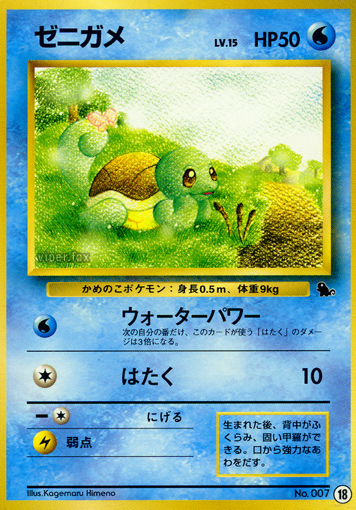 ゼニガメ LV.15 HP50
viper.fox
かめのこポケモン：身長0.5m、体重9kg
ウォーターパワー
次の自分の番だけ、このカードが使う「はたく」のダメー
ジは3倍になる。
はたく 10
にげる
弱点
生まれた後、背中がふ
くらみ、固い甲羅がで
きる。口から強力なあ
わをだす。
Illus. Kagemaru Himeno No. 007 18